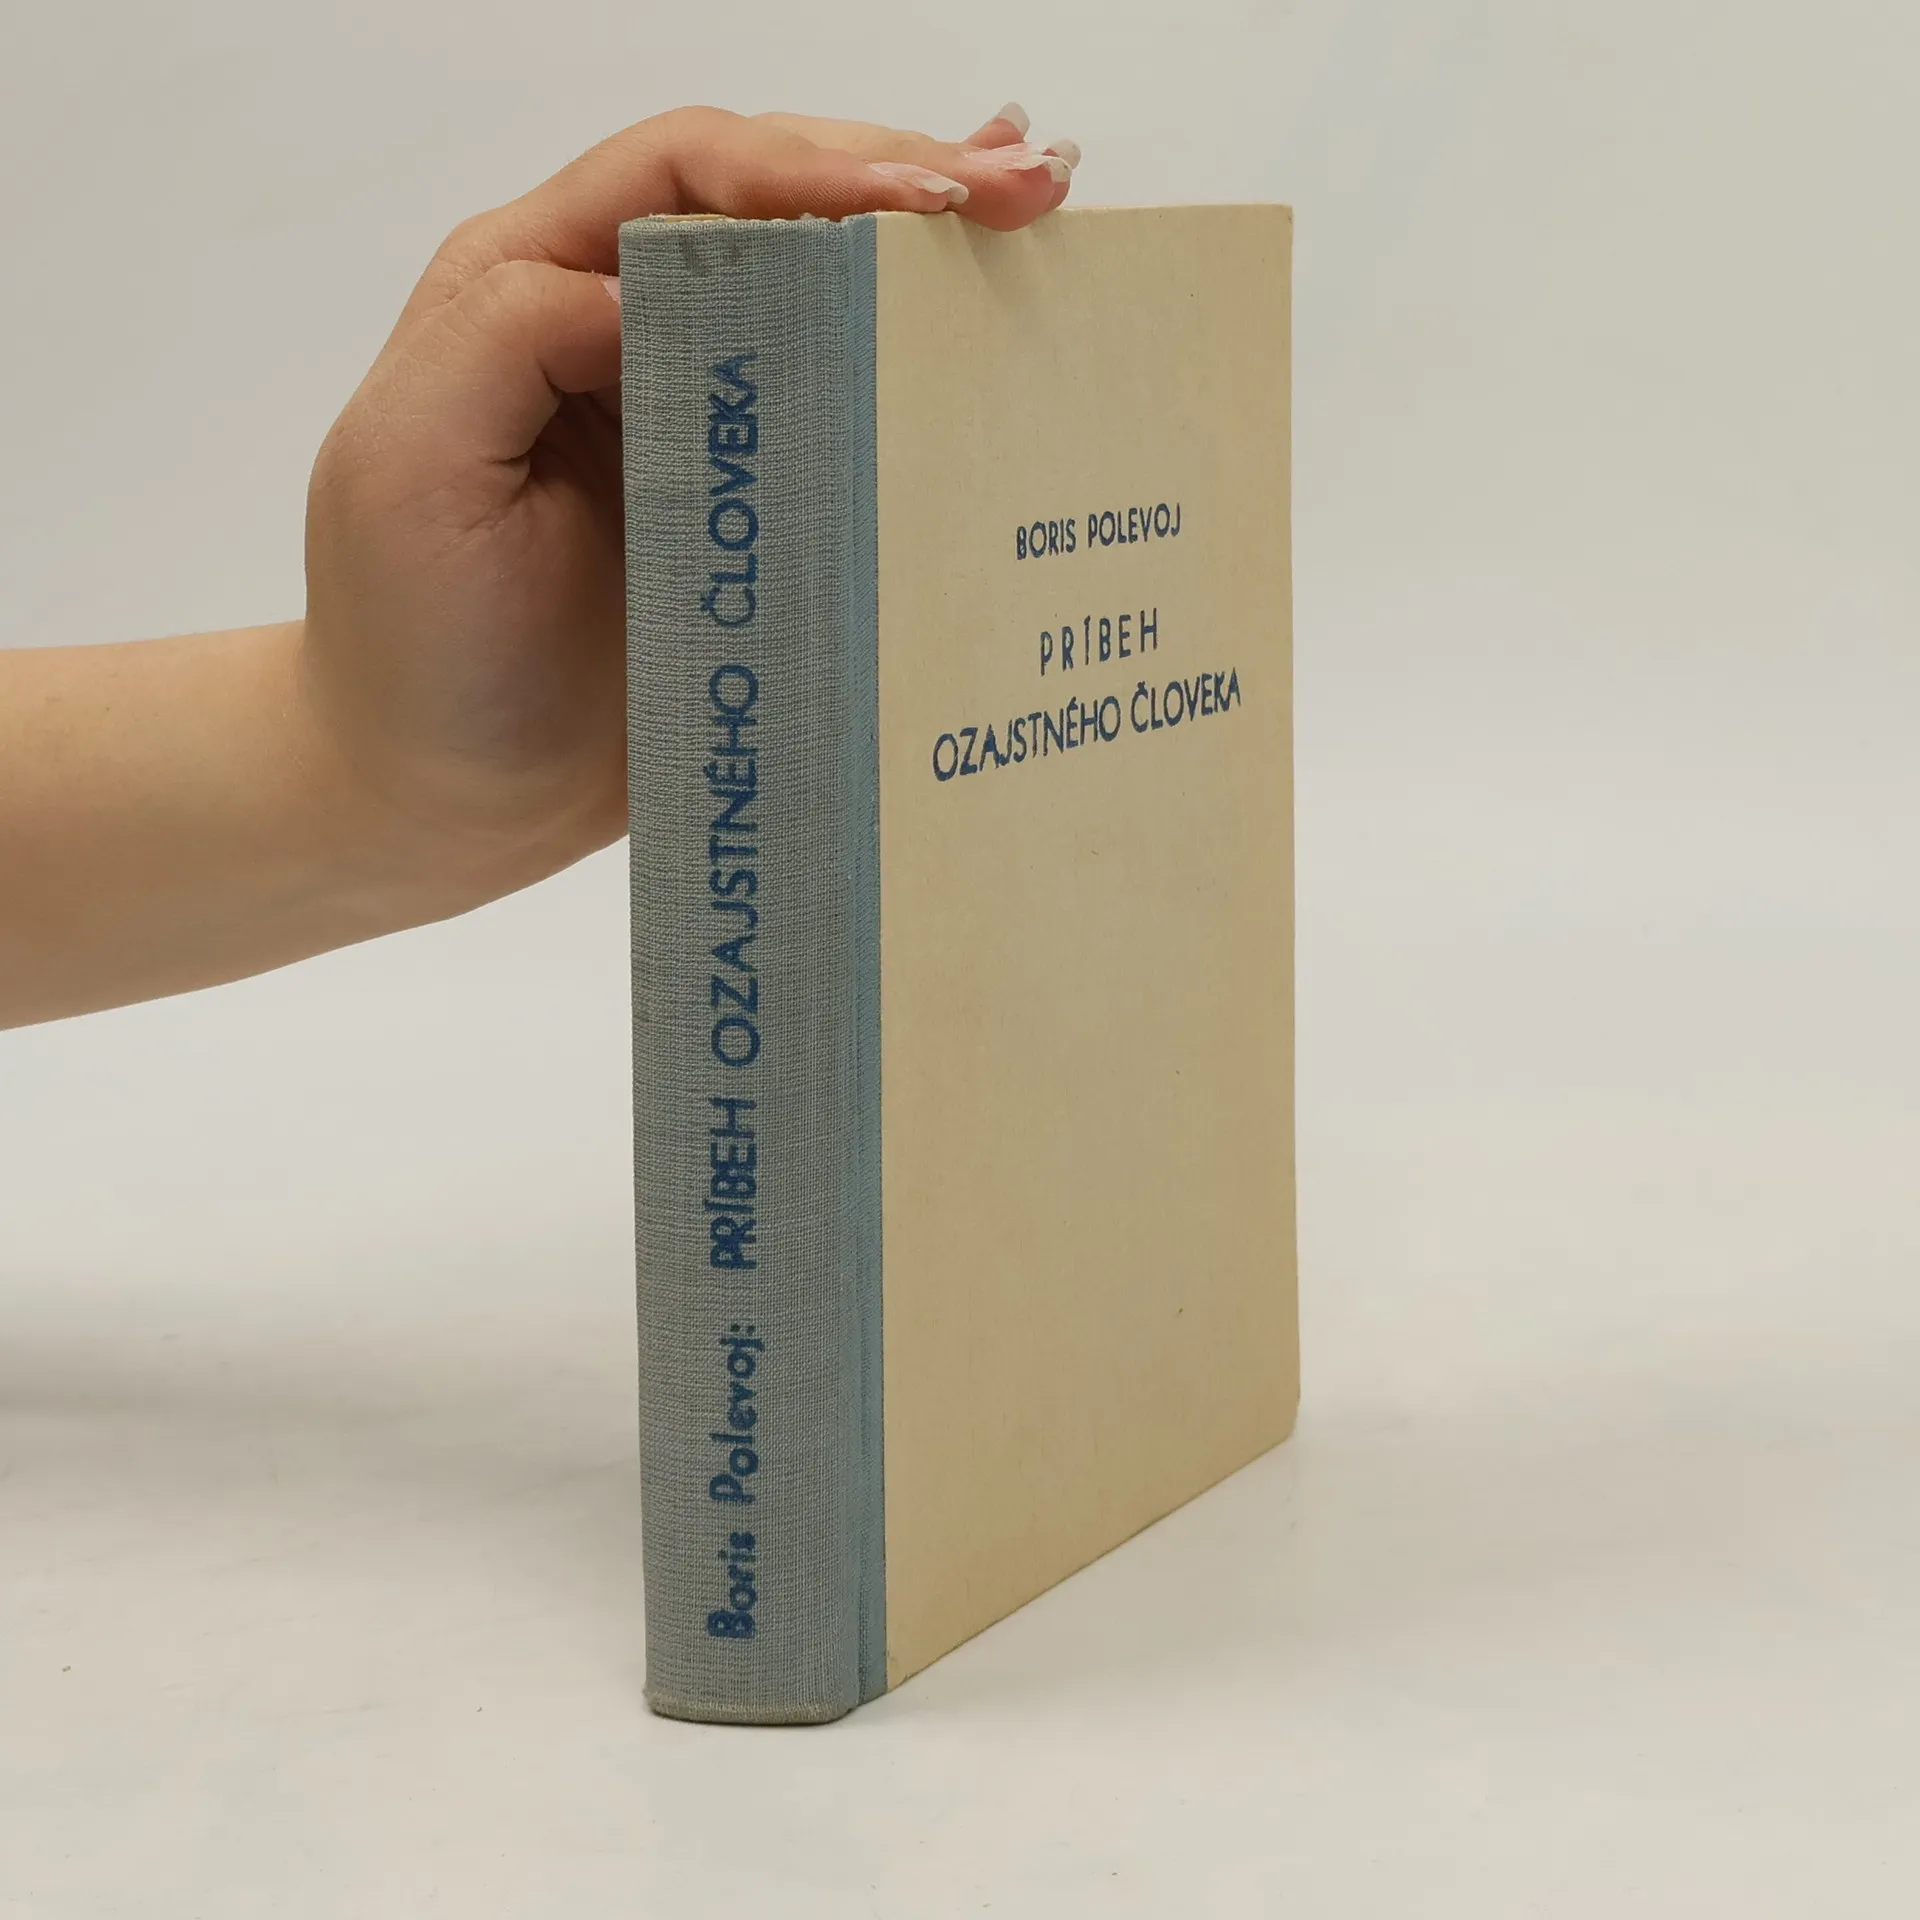 Boris Polevoj: PRÍBEH OZAJSTNÉHO ČLOVEKA
BORIS POLEVOJ
PRÍBEH
OZAJSTNÉHO ČLOVEKA